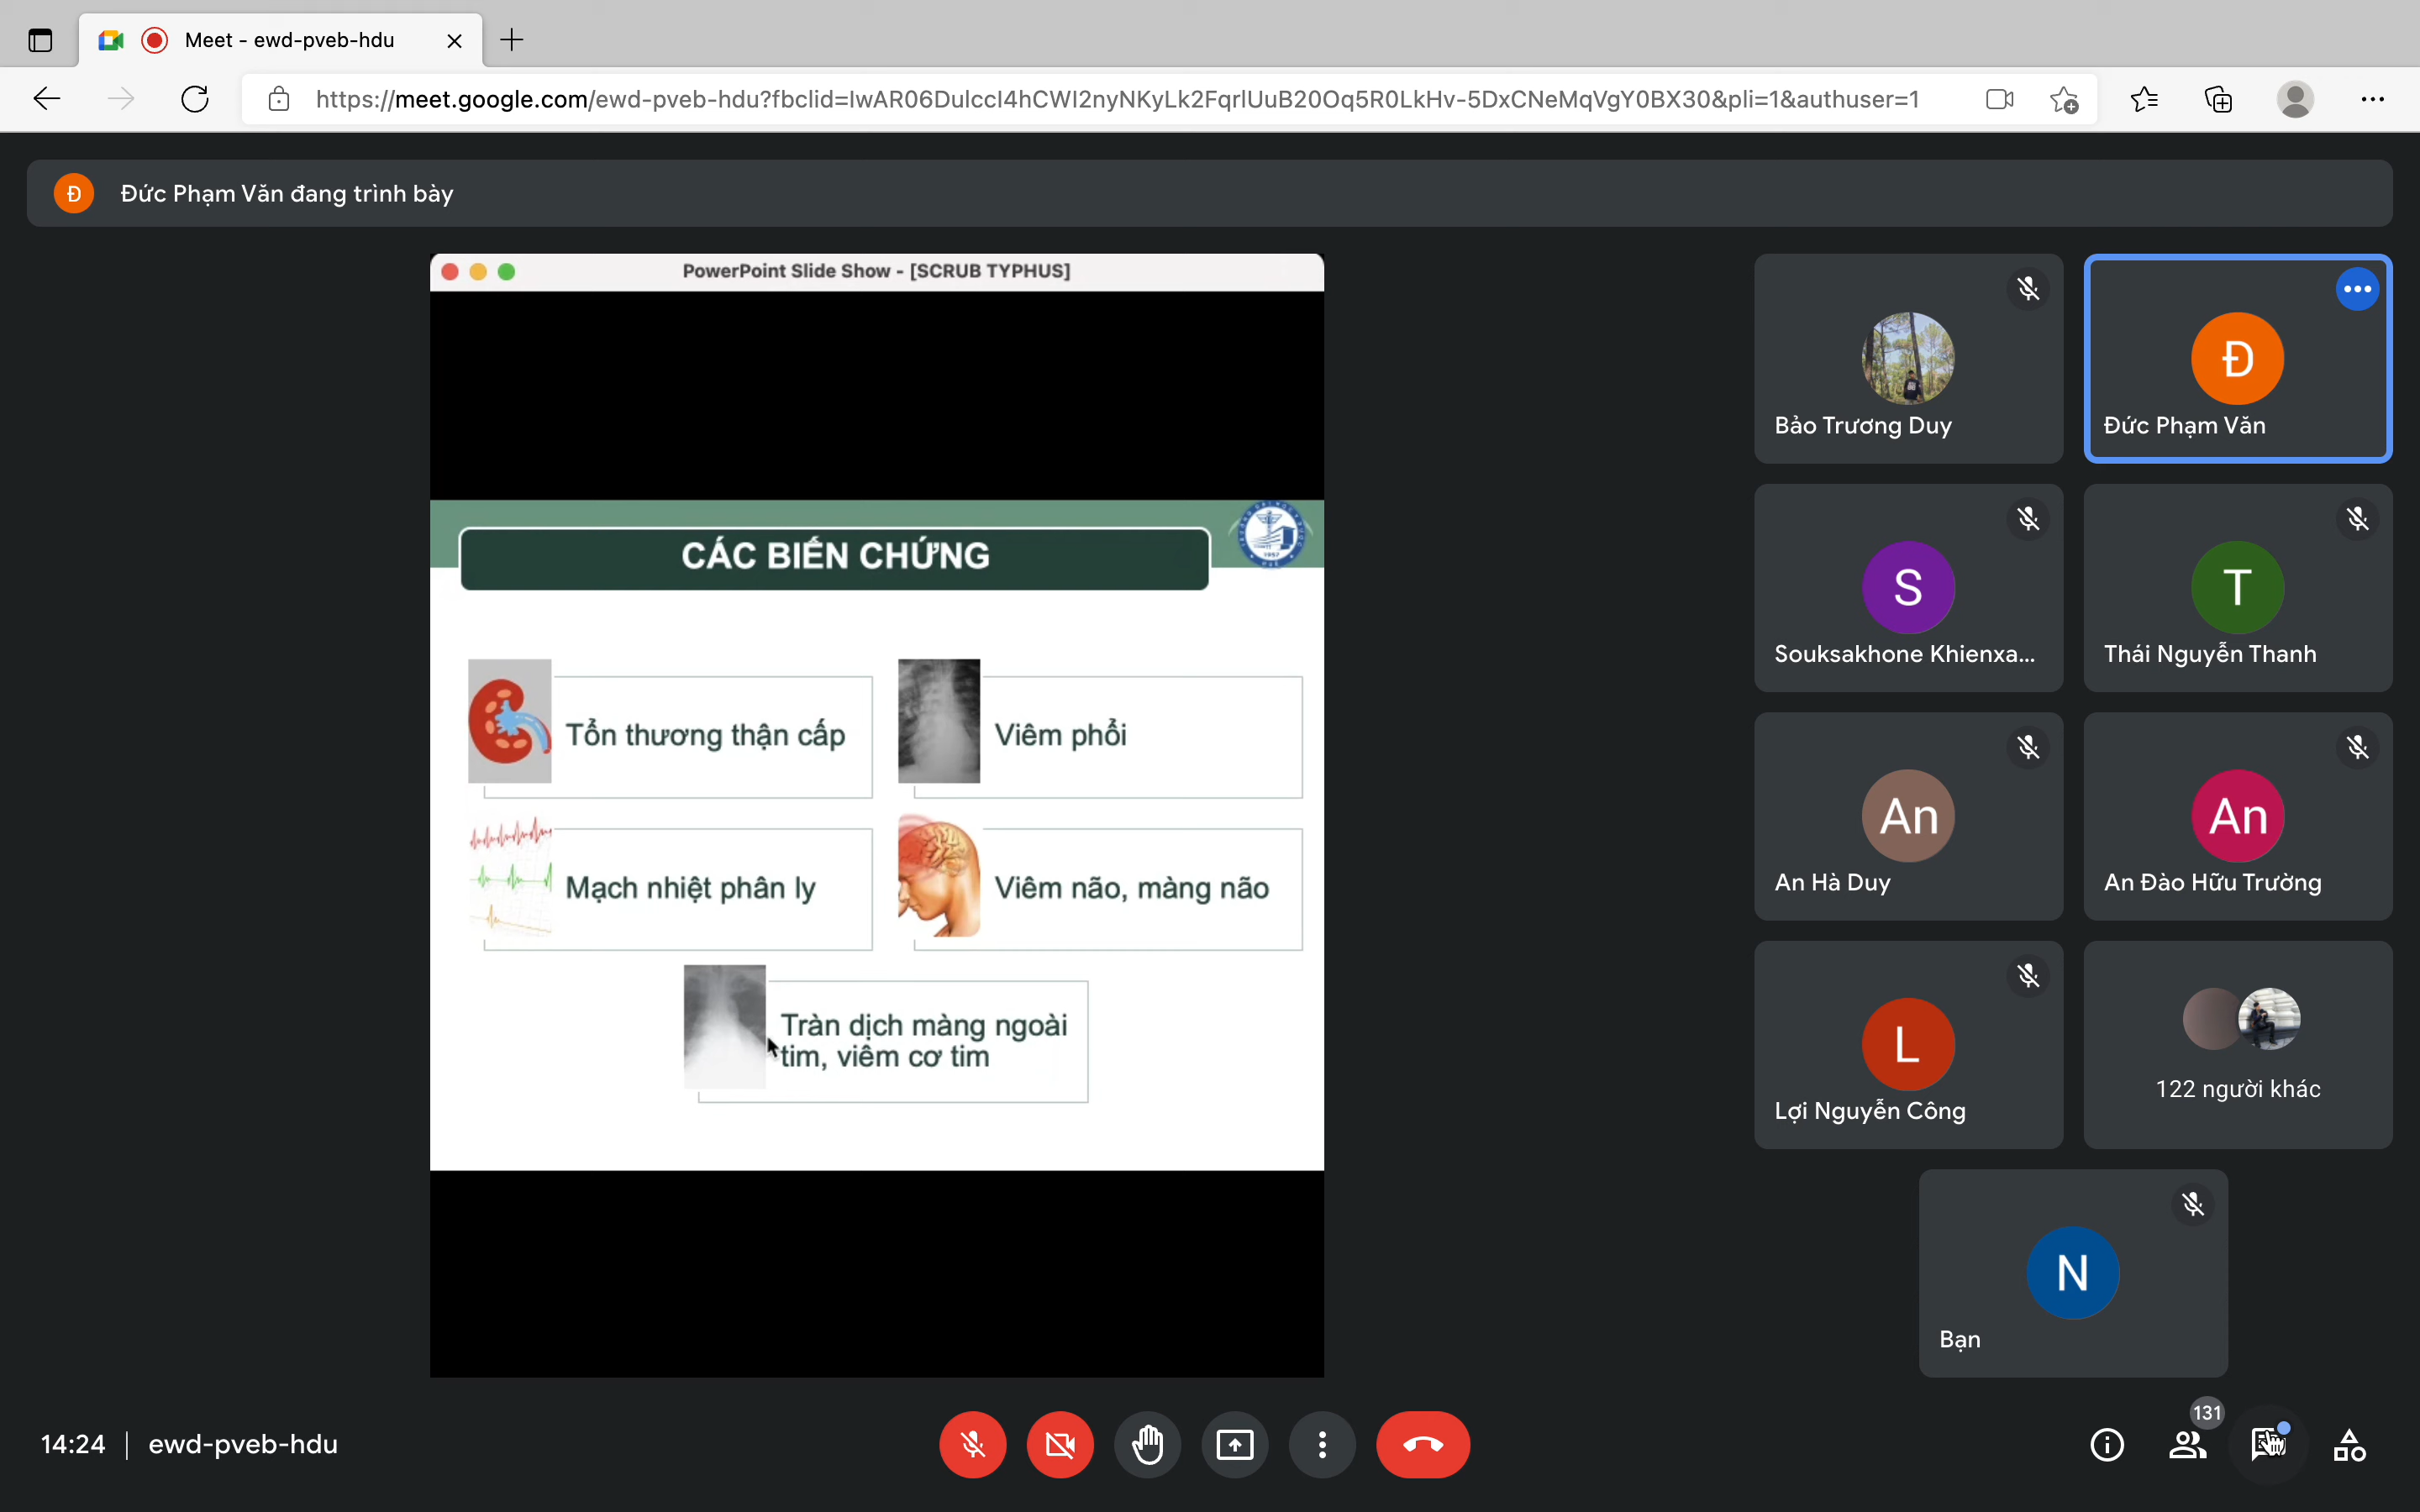 Meet - ewd-pveb-hdu
https://meet.google.com/ewd-pveb-hdu?fbclid=IwAR06DulccI4hCWI2nyNKyLk2FqrlUuB20Oq5R0LkHv-5DxCNeMqVgY0BX30&pli=1&authuser=1
Đ Đức Phạm Văn đang trình bày
PowerPoint Slide Show - [SCRUB TYPHUS]
CÁC BIẾN CHỨNG
1957
HUẾ
Tổn thương thận cấp
Viêm phổi
Mạch nhiệt phân ly
Viêm não, màng não
Tràn dịch màng ngoài
tim, viêm cơ tim
Bảo Trương Duy
Đ
Đức Phạm Văn
S
Souksakhone Khienxa...
T
Thái Nguyễn Thanh
An
An Hà Duy
An
An Đào Hữu Trường
L
Lợi Nguyễn Công
122 người khác
N
Bạn
14:24 | ewd-pveb-hdu
131